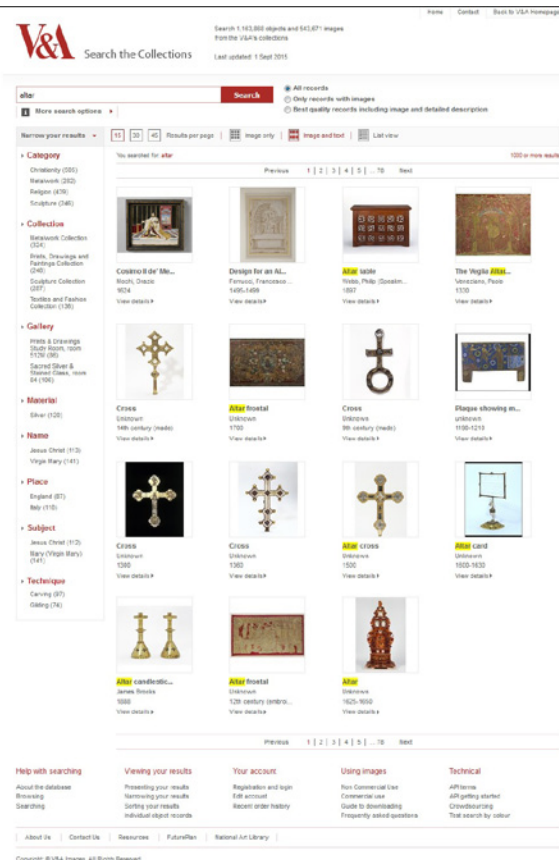 Home Contact Back to V&A Homepage
V&A Search the Collections
Search 1,163,888 objects and 543,671 images
from the V&A's collections
Last updated: 1 Sept 2015
altar Search
All records
Only records with images
Best quality records including image and detailed description
More search options
Narrow your results
15 30 45 Results per page Image only Image and text List view
Category
Christianity (505)
Metalwork (282)
Religion (439)
Sculpture (346)
Collection
Metalwork Collection
(324)
Prints, Drawings and
Paintings Collection
(248)
Sculpture Collection
(287)
Textiles and Fashion
Collection (136)
Gallery
Prints & Drawings
Study Room, room
512N (86)
Sacred Silver &
Stained Glass, room
84 (106)
Material
Silver (128)
Name
Jesus Christ (113)
Virgin Mary (141)
Place
England (87)
Italy (118)
Subject
Jesus Christ (113)
Mary (Virgin Mary)
(141)
Technique
Carving (97)
Gilding (74)
You searched for altar 1000 or more results
Previous 1 | 2 | 3 | 4 | 5 | ... 78 Next
Cosimo II de' Me...
Mochi, Orazio
1624
View details
Design for an Al...
Ferrucci, Francesco...
1495-1499
View details
Altar table
Webb, Philip (Speakm...
1897
View details
The Veglia Altar...
Veneziano, Paolo
1330
View details
Cross
Unknown
14th century (made)
View details
Altar frontal
Unknown
1700
View details
Cross
Unknown
9th century (made)
View details
Plaque showing m...
unknown
View details
Cross
Unknown
1360
View details
Cross
Unknown
1360
View details
Altar cross
Unknown
1500
View details
Altar card
Unknown
1600-1630
View details
Altar candlestic...
James Brooks
1888
View details
Altar frontal
Unknown
12th century (embro...
View details
Altar
Unknown
1625-1650
View details
Previous 1 | 2 | 3 | 4 | 5 | ... 78 Next
Help with searching
About the database
Browsing
Searching
Viewing your results
Presenting your results
Narrowing your results
Sorting your results
Individual object records
Your account
Registration and login
Edit account
Recent order history
Using images
Non Commercial Use
Commercial use
Guide to downloading
Frequently asked questions
Technical
API terms
API getting started
Crowdsourcing
Test search by colour
About Us | Contact Us | Resources | FuturePlan | National Art Library |
Copyright © V&A Images. All Rights Reserved